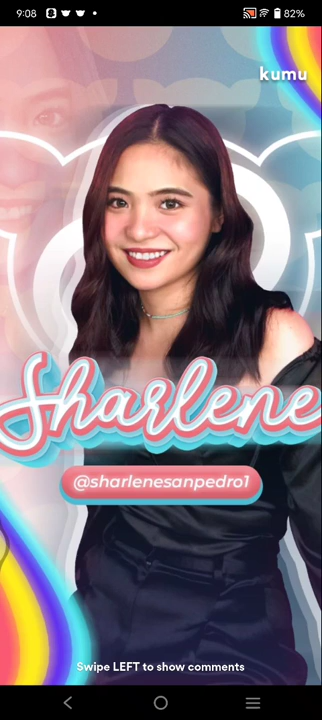 9:08
82%
kumu
Sharlene
@sharlenesanpedro1
Swipe LEFT to show comments